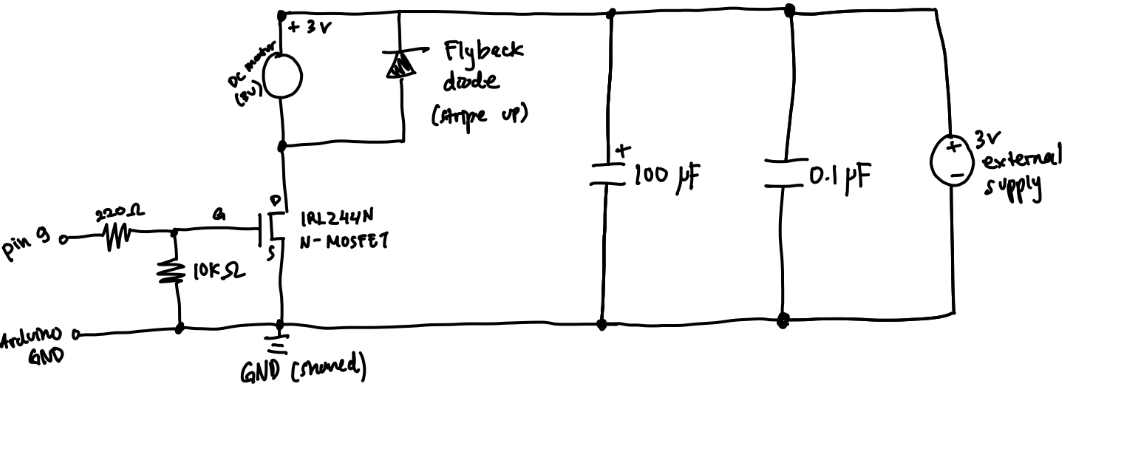 + 3V
DC motor
(3V)
Flyback
diode
(stripe up)
+
100 µF
0.1 µF
+
-
3V
external
supply
220Ω
G
D
S
IRLZ44N
N-MOSFET
pin 9
10KΩ
Arduino
GND
GND (shared)